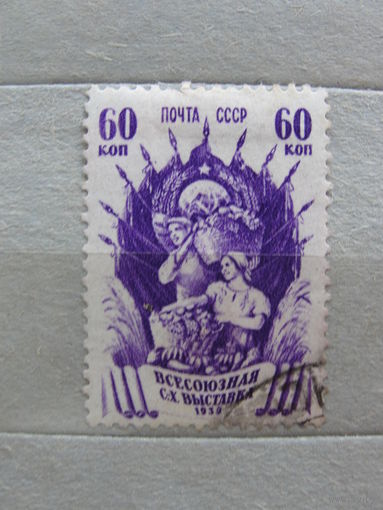 ПОЧТА СССР
60 60
КОП КОП
ВСЕСОЮЗНАЯ
С.-Х. ВЫСТАВКА
1939